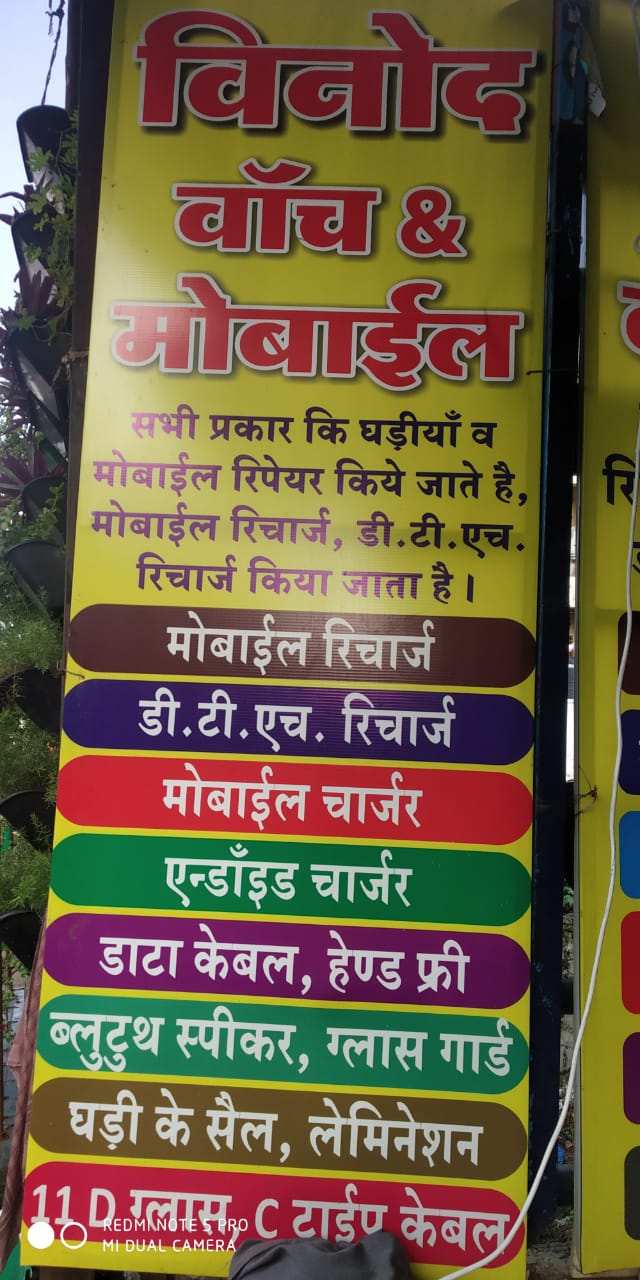 विनोद
वॉच &
मोबाईल
सभी प्रकार कि घड़ीयाँ व
मोबाईल रिपेयर किये जाते है,
मोबाईल रिचार्ज, डी.टी.एच.
रिचार्ज किया जाता है।
मोबाईल रिचार्ज
डी.टी.एच. रिचार्ज
मोबाईल चार्जर
एन्डाँइड चार्जर
डाटा केबल, हेण्ड फ्री
ब्लुटुथ स्पीकर, ग्लास गार्ड
घड़ी के सैल, लेमिनेशन
11 D ग्लास, C टाईप केबल
REDMI NOTE 5 PRO
MI DUAL CAMERA